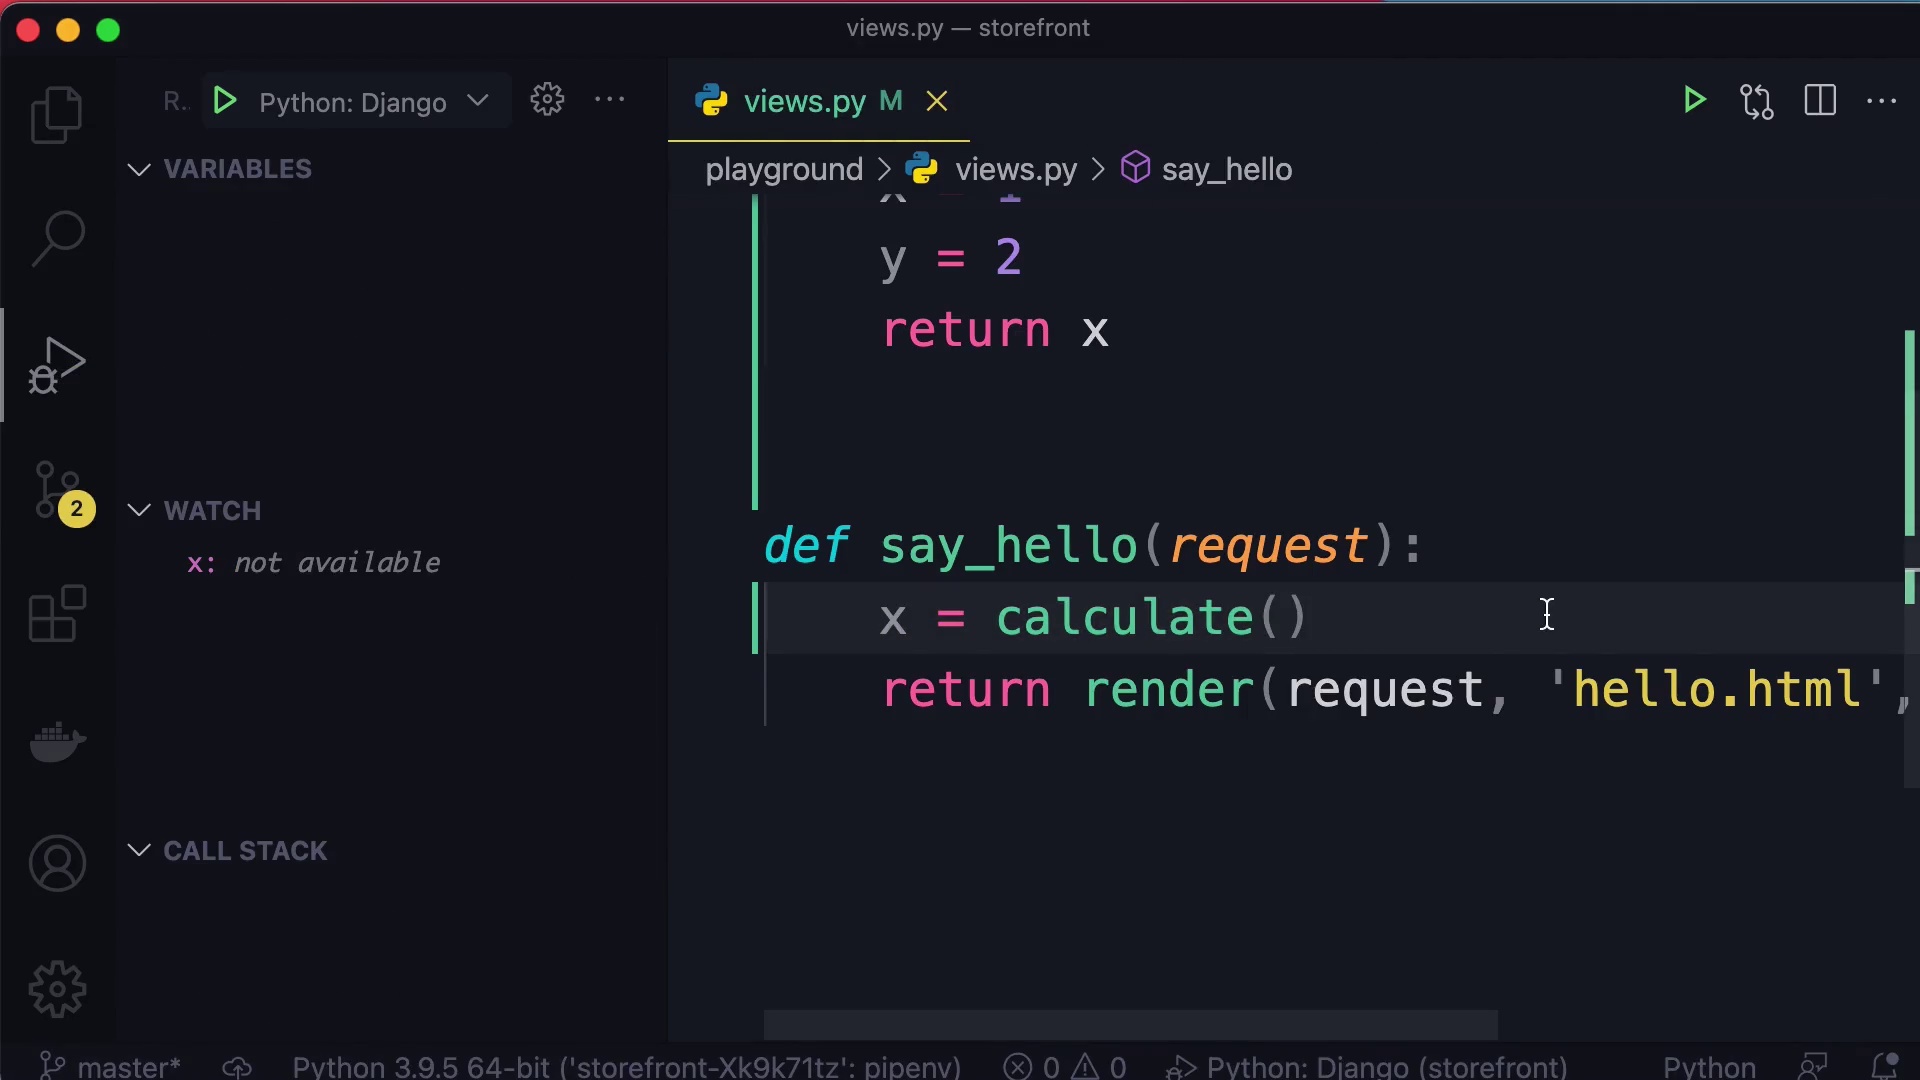 views.py — storefront
R.
Python: Django
views.py M
VARIABLES
playground > views.py > say_hello
y = 2
return x
WATCH
x: not available
2
def say_hello(request):
x = calculate()
return render(request, 'hello.html',
CALL STACK
master*
Python 3.9.5 64-bit ('storefront-Xk9k71tz': pipenv)
0
0
Python: Django (storefront)
Python